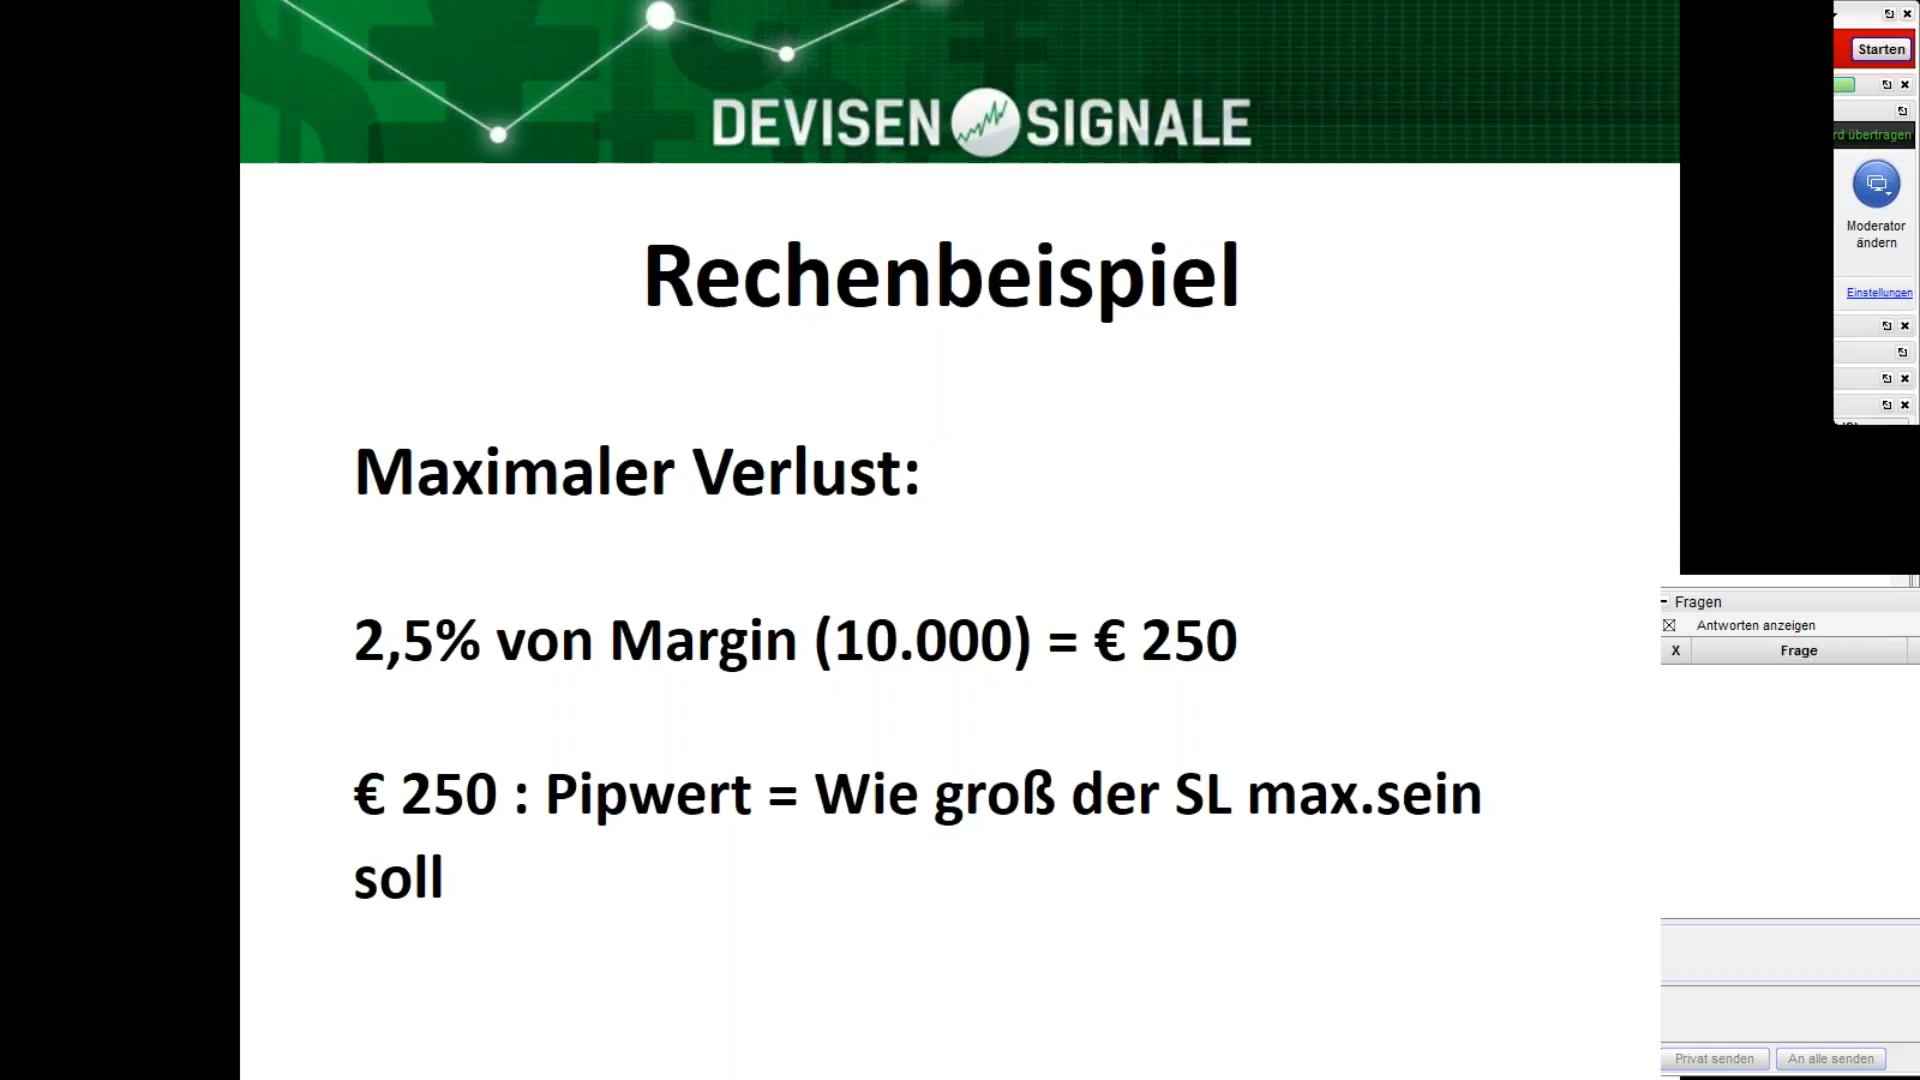 DEVISEN SIGNALE
Rechenbeispiel
Maximaler Verlust:
2,5% von Margin (10.000) = € 250
€ 250 : Pipwert = Wie groß der SL max.sein
soll
Starten
rd übertragen
Moderator
ändern
Einstellungen
Fragen
Antworten anzeigen
X Frage
Privat senden An alle senden